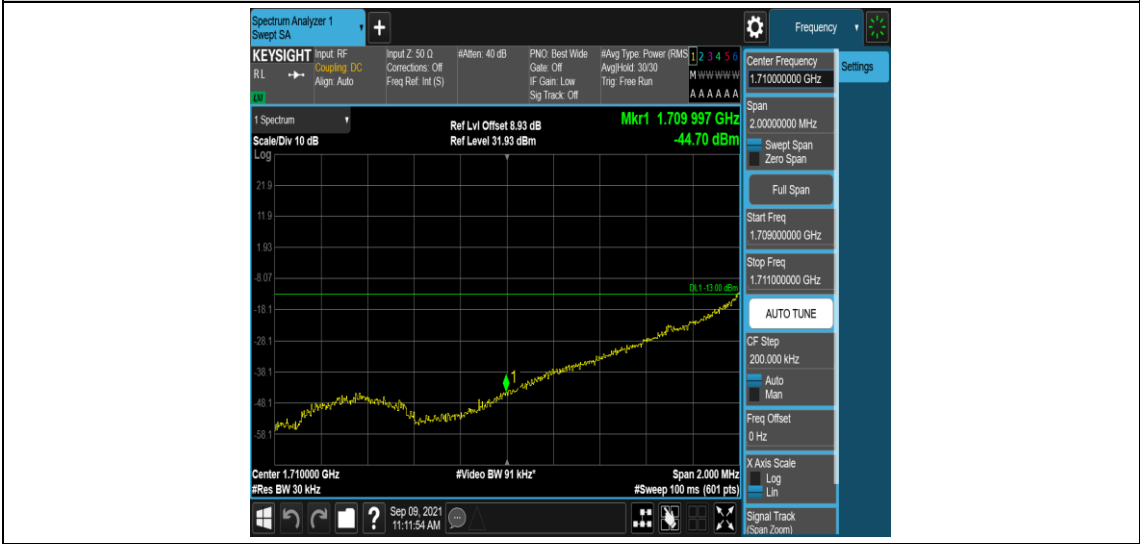 Spectrum Analyzer 1
Swept SA
+
Frequency
KEYSIGHT
RL
LXI
Input: RF
Coupling: DC
Align: Auto
Input Z: 50 Ω
Corrections: Off
Freq Ref: Int (S)
#Atten: 40 dB
PNO: Best Wide
Gate: Off
IF Gain: Low
Sig Track: Off
#Avg Type: Power (RMS
Avg|Hold: 30/30
Trig: Free Run
1 2 3 4 5 6
M W W W W W
A A A A A A
1 Spectrum
Scale/Div 10 dB
Ref Lvl Offset 8.93 dB
Ref Level 31.93 dBm
Mkr1 1.709 997 GHz
-44.70 dBm
Log
21.9
11.9
1.93
-8.07
DL1 -13.00 dBm
-18.1
-28.1
-38.1
1
-48.1
-58.1
Center 1.710000 GHz
#Video BW 91 kHz*
Span 2.000 MHz
#Res BW 30 kHz
#Sweep 100 ms (601 pts)
?
Sep 09, 2021
11:11:54 AM
Center Frequency
1.710000000 GHz
Settings
Span
2.00000000 MHz
Swept Span
Zero Span
Full Span
Start Freq
1.709000000 GHz
Stop Freq
1.711000000 GHz
AUTO TUNE
CF Step
200.000 kHz
Auto
Man
Freq Offset
0 Hz
X Axis Scale
Log
Lin
Signal Track
(Span Zoom)